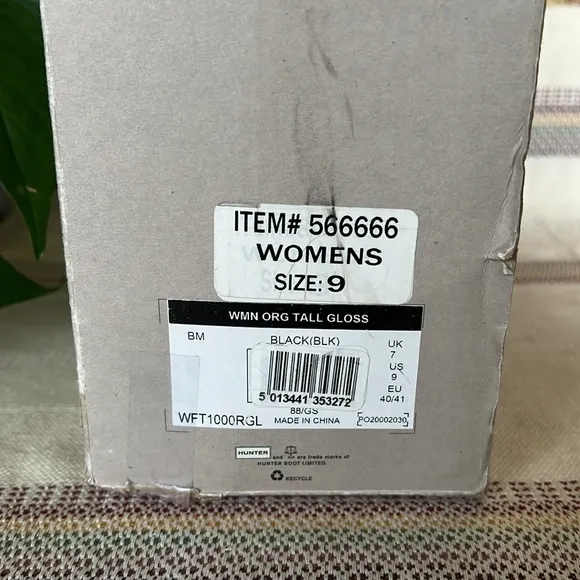 ITEM# 566666
WOMENS
SIZE: 9
WMN ORG TALL GLOSS
BM
BLACK(BLK)
UK
7
US
9
EU
40/41
5 013441 353272
88/GS
WFT1000RGL
MADE IN CHINA
PO20002030
HUNTER and are trade marks of
HUNTER BOOT LIMITED.
RECYCLE